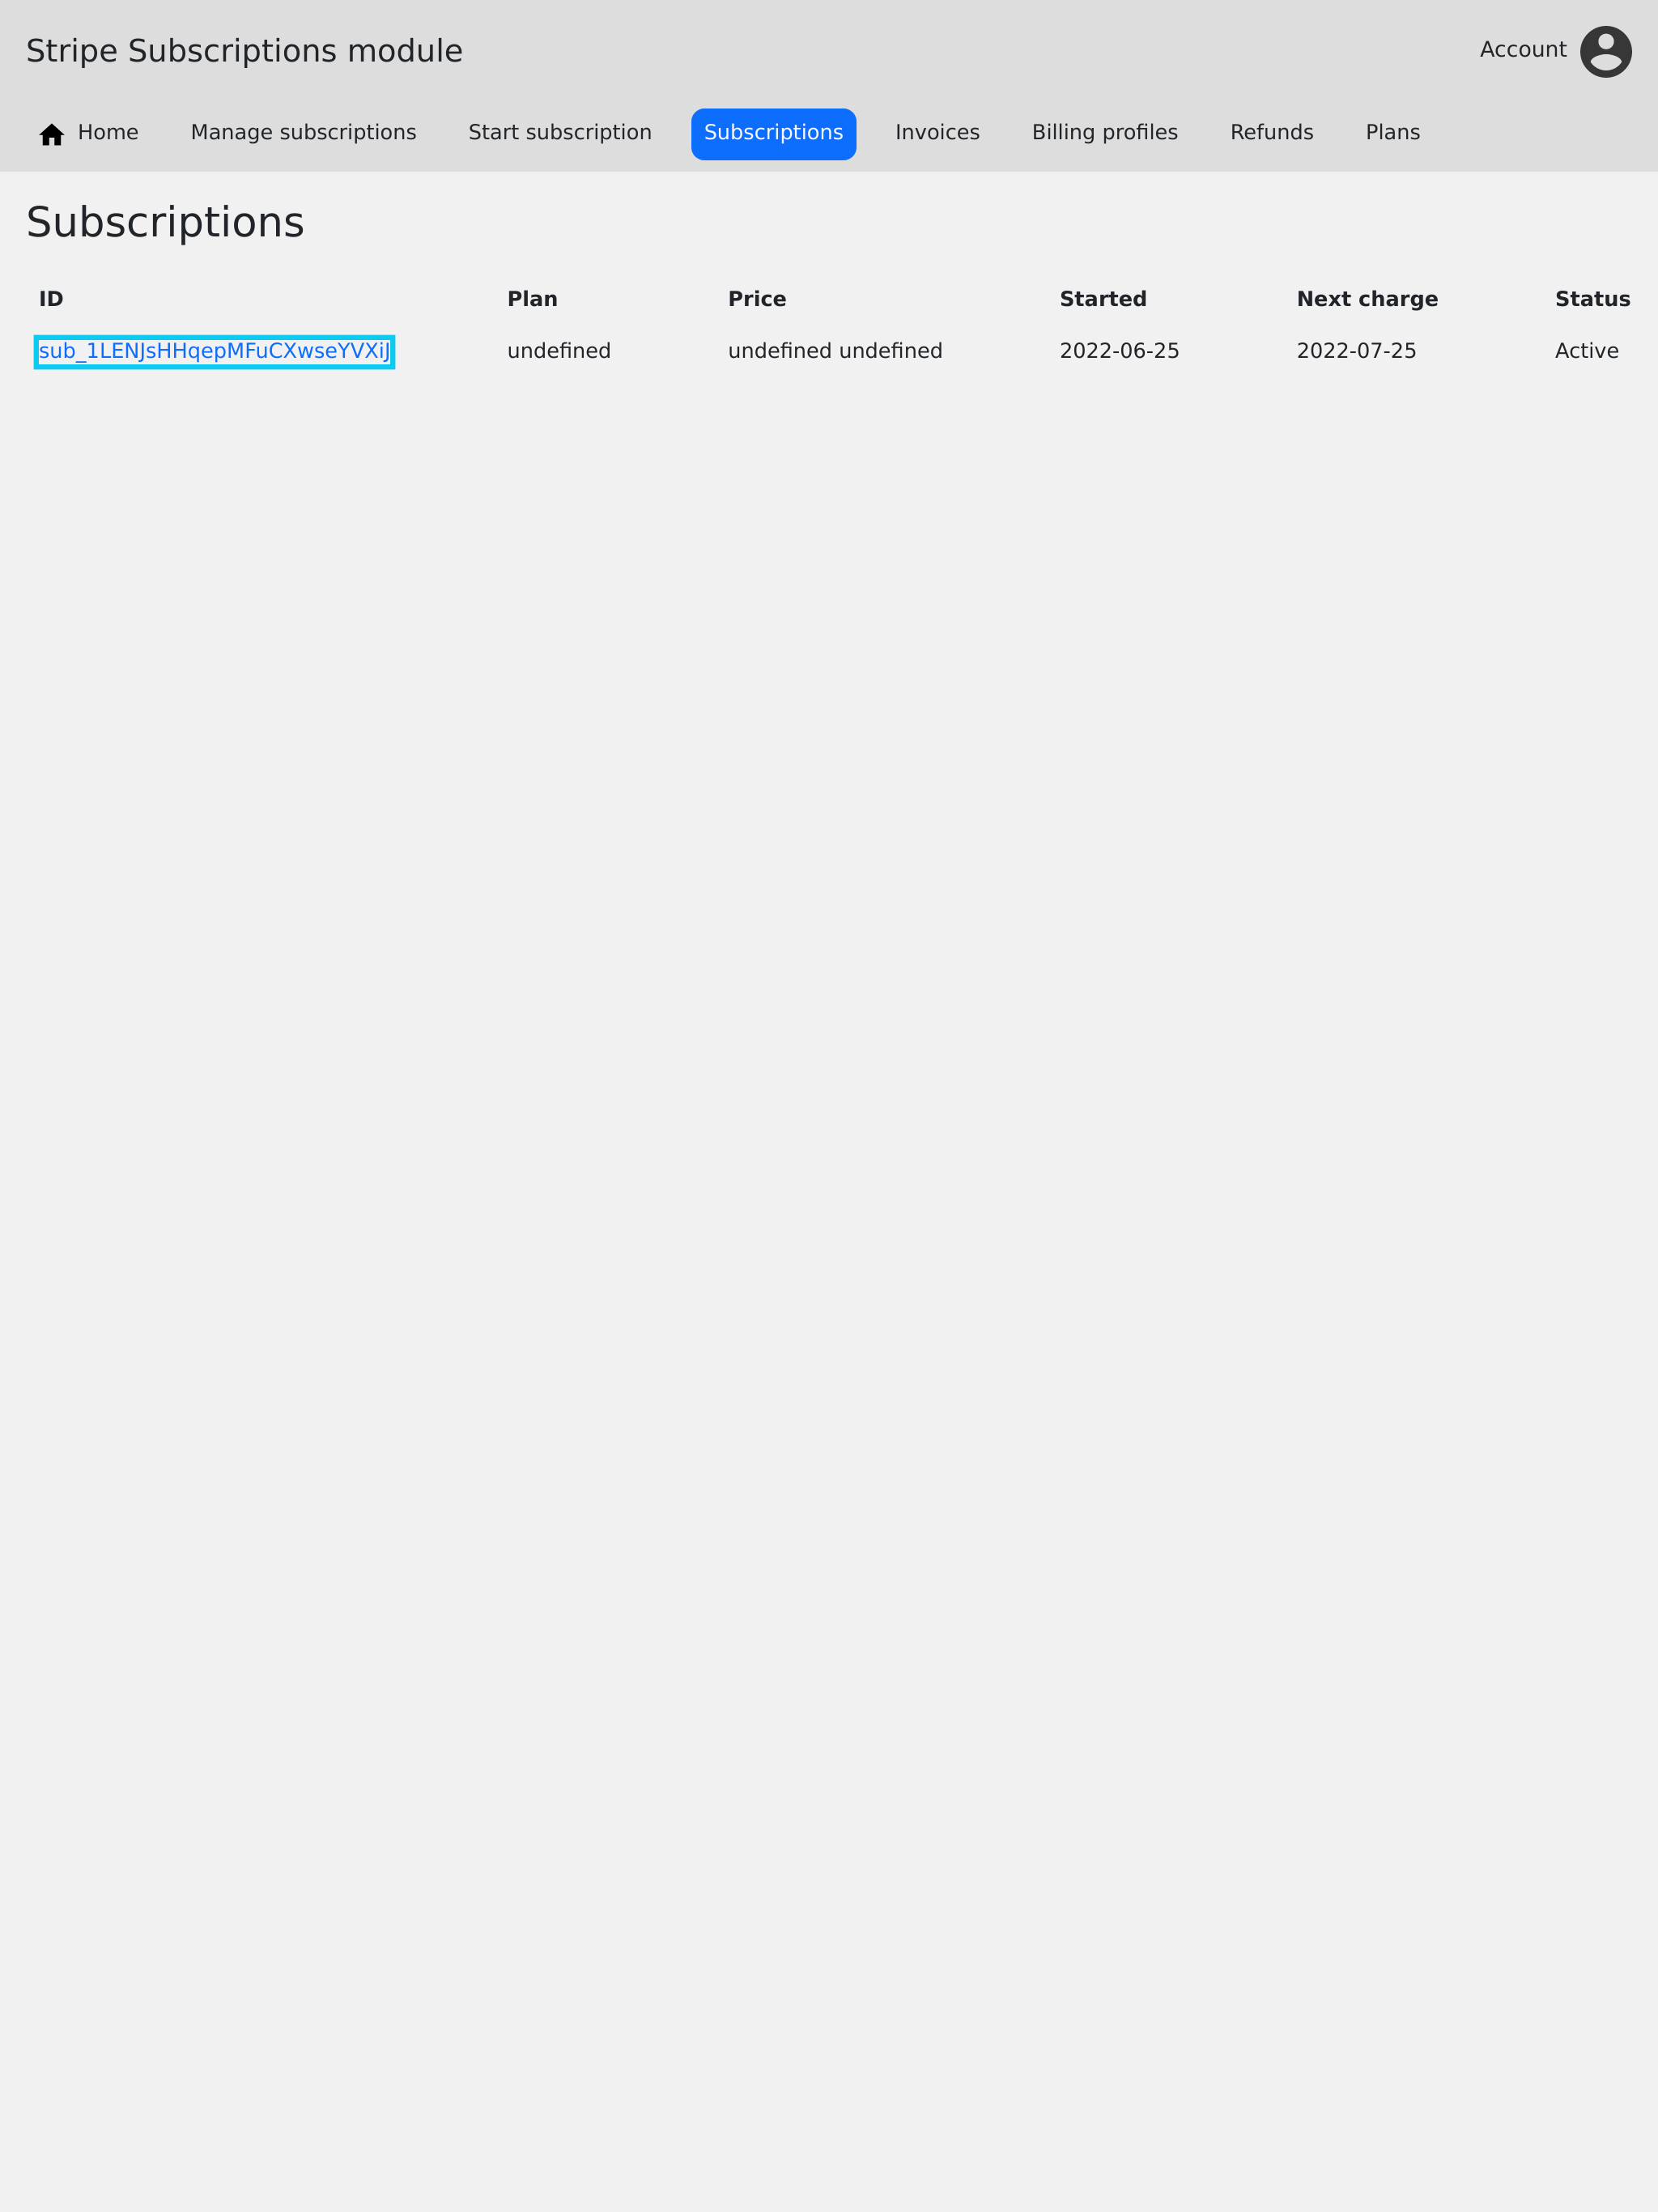 Stripe Subscriptions module
Account
Home Manage subscriptions Start subscription Subscriptions Invoices Billing profiles Refunds Plans
Subscriptions
ID Plan Price Started Next charge Status
sub_1LENJsHHqepMFuCXwseYVXiJ undefined undefined undefined 2022-06-25 2022-07-25 Active